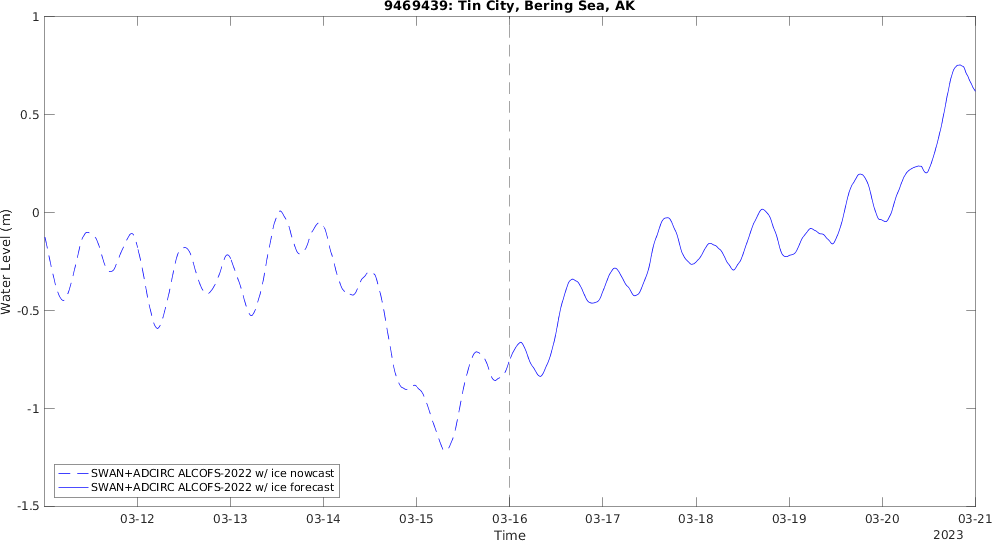 9469439: Tin City, Bering Sea, AK
1
0.5
0
-0.5
-1
-1.5
Water Level (m)
SWAN+ADCIRC ALCOFS-2022 w/ ice nowcast
SWAN+ADCIRC ALCOFS-2022 w/ ice forecast
03-12 03-13 03-14 03-15 03-16 03-17 03-18 03-19 03-20 03-21
Time
2023